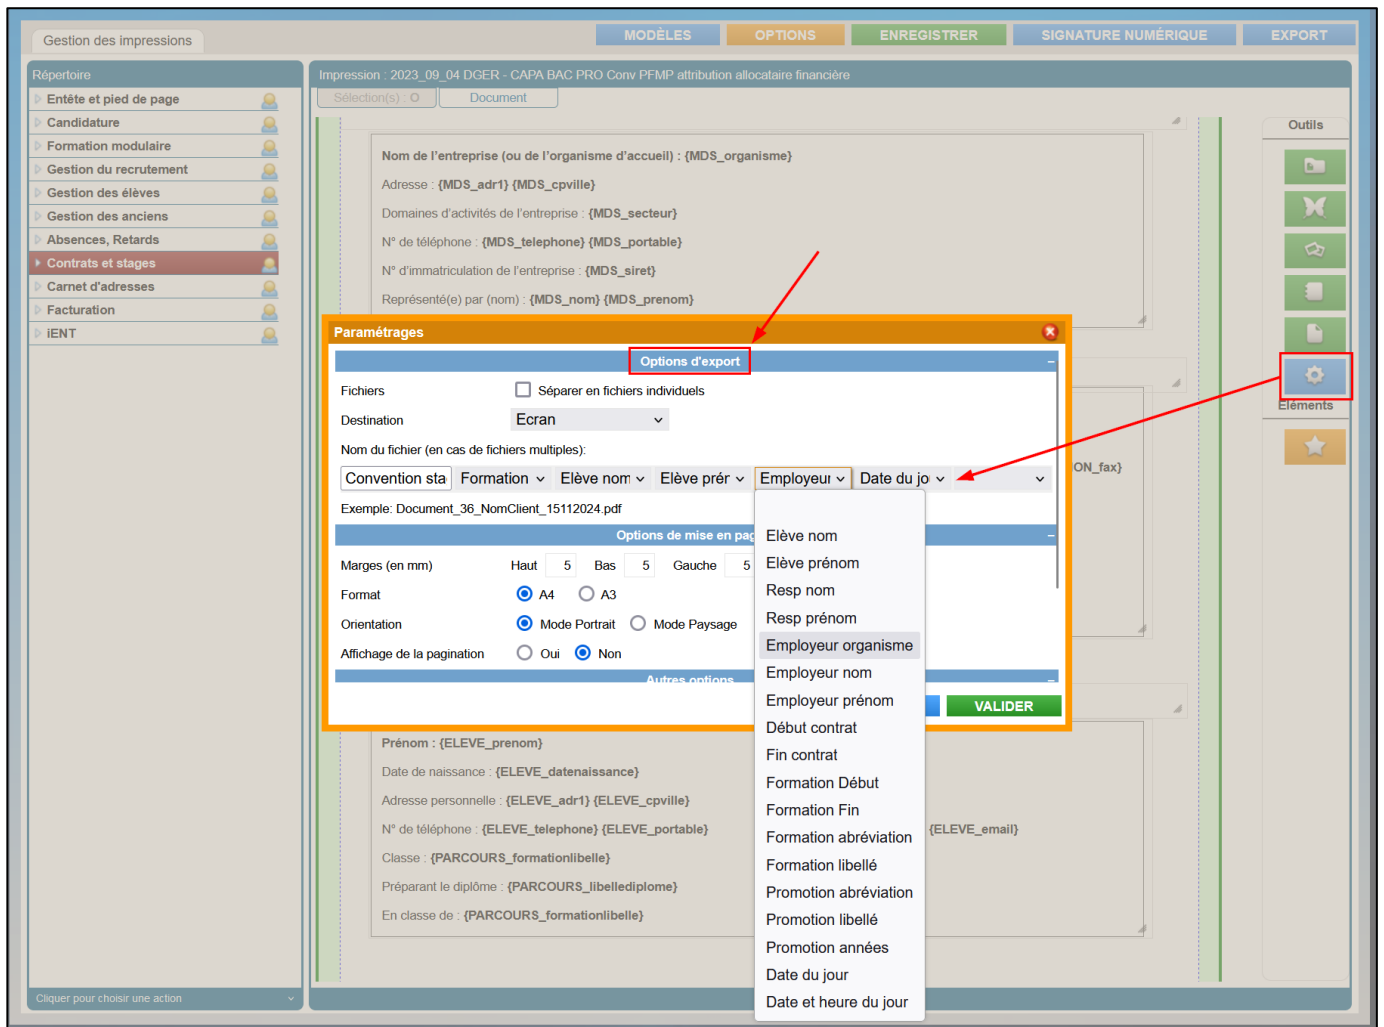 Gestion des impressions
MODÈLES
OPTIONS
ENREGISTRER
SIGNATURE NUMÉRIQUE
EXPORT
Répertoire
Entête et pied de page
Candidature
Formation modulaire
Gestion du recrutement
Gestion des élèves
Gestion des anciens
Absences, Retards
Contrats et stages
Carnet d'adresses
Facturation
iENT
Cliquer pour choisir une action
Impression : 2023_09_04 DGER - CAPA BAC PRO Conv PFMP attribution allocataire financière
Sélection(s) : O
Document
Nom de l'entreprise (ou de l'organisme d'accueil) : {MDS_organisme}
Adresse : {MDS_adr1} {MDS_cpville}
Domaines d'activités de l'entreprise : {MDS_secteur}
N° de téléphone : {MDS_telephone} {MDS_portable}
N° d'immatriculation de l'entreprise : {MDS_siret}
Représenté(e) par (nom) : {MDS_nom} {MDS_prenom}
ON_fax}
Paramétrages
Options d'export
Fichiers
Séparer en fichiers individuels
Destination
Ecran
Nom du fichier (en cas de fichiers multiples):
Convention sta
Formation
Elève nom
Elève prér
Employeur
Date du jo
Exemple: Document_36_NomClient_15112024.pdf
Options de mise en pag
Marges (en mm)
Haut 5 Bas 5 Gauche 5
Format
A4 A3
Orientation
Mode Portrait Mode Paysage
Affichage de la pagination
Oui Non
Autres options
VALIDER
Elève nom
Elève prénom
Resp nom
Resp prénom
Employeur organisme
Employeur nom
Employeur prénom
Début contrat
Fin contrat
Formation Début
Formation Fin
Formation abréviation
Formation libellé
Promotion abréviation
Promotion libellé
Promotion années
Date du jour
Date et heure du jour
Prénom : {ELEVE_prenom}
Date de naissance : {ELEVE_datenaissance}
Adresse personnelle : {ELEVE_adr1} {ELEVE_cpville}
N° de téléphone : {ELEVE_telephone} {ELEVE_portable}
{ELEVE_email}
Classe : {PARCOURS_formationlibelle}
Préparant le diplôme : {PARCOURS_libellediplome}
En classe de : {PARCOURS_formationlibelle}
Outils
Eléments